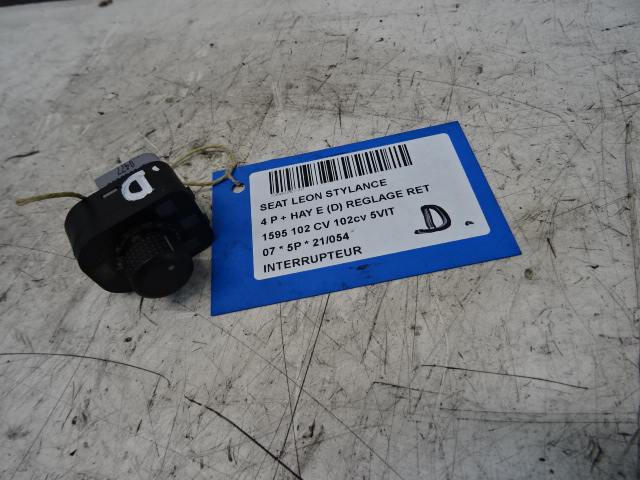 SEAT LEON STYLANCE
4 P + HAY E (D) REGLAGE RET
1595 102 CV 102cv 5VIT
07 * 5P * 21/054
INTERRUPTEUR
D
D